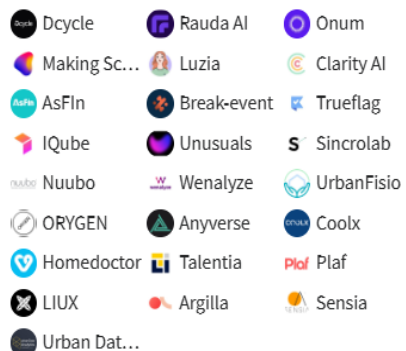 Dcycle Rauda AI Onum
Making Sc... Luzia Clarity AI
AsFIn Break-event Trueflag
IQube Unusuals Sincrolab
Nuubo Wenalyze UrbanFisio
ORYGEN Anyverse Coolx
Homedoctor Talentia Plaf
LIUX Argilla Sensia
Urban Dat...